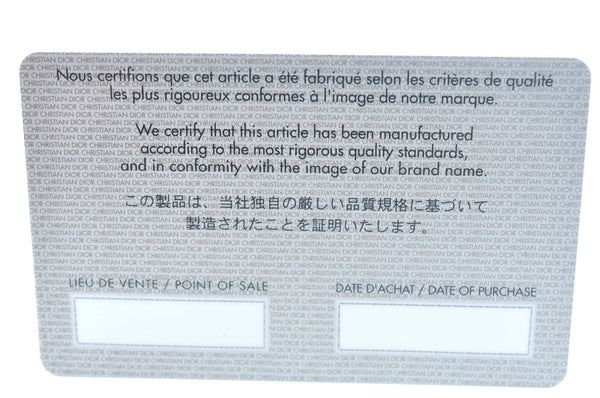 Nous certifions que cet article a été fabriqué selon les critères de qualité
les plus rigoureux conformes à l'image de notre marque.
We certify that this article has been manufactured
according to the most rigorous quality standards,
and in conformity with the image of our brand name.
この製品は、当社独自の厳しい品質規格に基づいて
製造されたことを証明いたします。
LIEU DE VENTE / POINT OF SALE
DATE D'ACHAT / DATE OF PURCHASE